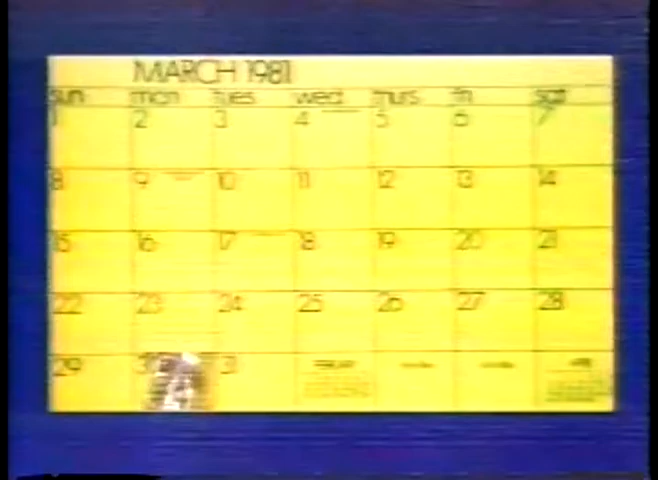 MARCH 1981
sun mon tues wed thurs fri sat
1 2 3 4 5 6 7
8 9 10 11 12 13 14
15 16 17 18 19 20 21
22 23 24 25 26 27 28
29 30 31